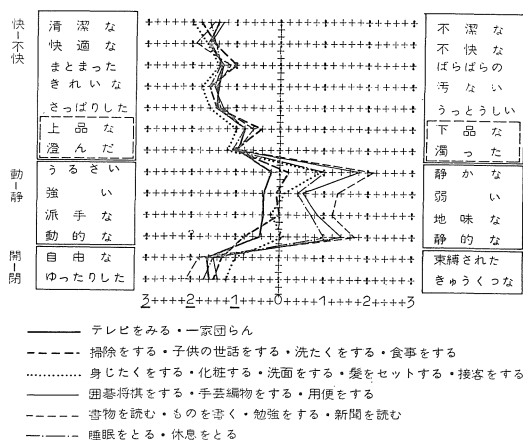 快－不快
清潔な 不潔な
快適な 不快な
まとまった ばらばらの
きれいな 汚ない
さっぱりした うっとうしい
上品な 下品な
澄んだ 濁った
動－静
うるさい 静かな
強い 弱い
派手な 地味な
動的な 静的な
開－閉
自由な 束縛された
ゆったりした きゅうくつな
3 2 1 0 1 2 3
テレビをみる・一家団らん
掃除をする・子供の世話をする・洗たくをする・食事をする
身じたくをする・化粧する・洗面をする・髪をセットする・接客をする
囲碁将棋をする・手芸編物をする・用便をする
書物を読む・ものを書く・勉強をする・新聞を読む
睡眠をとる・休息をとる